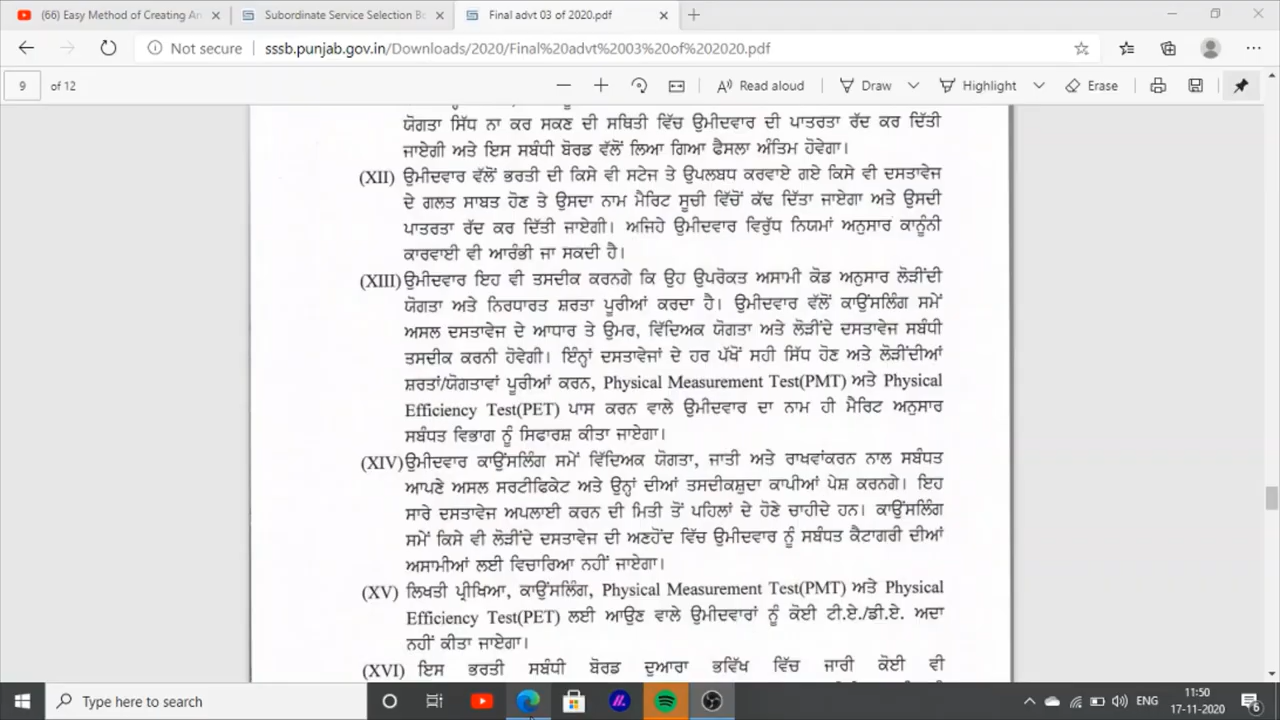 (66) Easy Method of Creating An
Subordinate Service Selection Bo
Final advt 03 of 2020.pdf
Not secure
sssb.punjab.gov.in/Downloads/2020/Final%20advt%2003%20of%202020.pdf
9 of 12
Read aloud
Draw
Highlight
Erase
ਯੋਗਤਾ ਸਿੱਧ ਨਾ ਕਰ ਸਕਣ ਦੀ ਸਥਿਤੀ ਵਿੱਚ ਉਮੀਦਵਾਰ ਦੀ ਪਾਤਰਤਾ ਰੱਦ ਕਰ ਦਿੱਤੀ
ਜਾਏਗੀ ਅਤੇ ਇਸ ਸਬੰਧੀ ਬੋਰਡ ਵੱਲੋਂ ਲਿਆ ਗਿਆ ਫੈਸਲਾ ਅੰਤਿਮ ਹੋਵੇਗਾ।
(XII) ਉਮੀਦਵਾਰ ਵੱਲੋਂ ਭਰਤੀ ਦੀ ਕਿਸੇ ਵੀ ਸਟੇਜ ਤੇ ਉਪਲਬਧ ਕਰਵਾਏ ਗਏ ਕਿਸੇ ਵੀ ਦਸਤਾਵੇਜ
ਦੇ ਗਲਤ ਸਾਬਤ ਹੋਣ ਤੇ ਉਸਦਾ ਨਾਮ ਮੈਰਿਟ ਸੂਚੀ ਵਿੱਚੋਂ ਕੱਢ ਦਿੱਤਾ ਜਾਏਗਾ ਅਤੇ ਉਸਦੀ
ਪਾਤਰਤਾ ਰੱਦ ਕਰ ਦਿੱਤੀ ਜਾਏਗੀ। ਅਜਿਹੇ ਉਮੀਦਵਾਰ ਵਿਰੁੱਧ ਨਿਯਮਾਂ ਅਨੁਸਾਰ ਕਾਨੂੰਨੀ
ਕਾਰਵਾਈ ਵੀ ਆਰੰਭੀ ਜਾ ਸਕਦੀ ਹੈ।
(XIII) ਉਮੀਦਵਾਰ ਇਹ ਵੀ ਤਸਦੀਕ ਕਰਨਗੇ ਕਿ ਉਹ ਉਪਰੋਕਤ ਅਸਾਮੀ ਕੋਡ ਅਨੁਸਾਰ ਲੋੜੀਂਦੀ
ਯੋਗਤਾ ਅਤੇ ਨਿਰਧਾਰਤ ਸ਼ਰਤਾ ਪੂਰੀਆਂ ਕਰਦਾ ਹੈ। ਉਮੀਦਵਾਰ ਵੱਲੋਂ ਕਾਉਂਸਲਿੰਗ ਸਮੇਂ
ਅਸਲ ਦਸਤਾਵੇਜ ਦੇ ਆਧਾਰ ਤੇ ਉਮਰ, ਵਿੱਦਿਅਕ ਯੋਗਤਾ ਅਤੇ ਲੋੜੀਂਦੇ ਦਸਤਾਵੇਜ ਸਬੰਧੀ
ਤਸਦੀਕ ਕਰਨੀ ਹੋਵੇਗੀ। ਇੰਨ੍ਹਾਂ ਦਸਤਾਵੇਜਾਂ ਦੇ ਹਰ ਪੱਖੋਂ ਸਹੀ ਸਿੱਧ ਹੋਣ ਅਤੇ ਲੋੜੀਂਦੀਆਂ
ਸ਼ਰਤਾਂ/ਯੋਗਤਾਵਾਂ ਪੂਰੀਆਂ ਕਰਨ, Physical Measurement Test(PMT) ਅਤੇ Physical
Efficiency Test(PET) ਪਾਸ ਕਰਨ ਵਾਲੇ ਉਮੀਦਵਾਰ ਦਾ ਨਾਮ ਹੀ ਮੈਰਿਟ ਅਨੁਸਾਰ
ਸਬੰਧਤ ਵਿਭਾਗ ਨੂੰ ਸਿਫਾਰਸ਼ ਕੀਤਾ ਜਾਏਗਾ।
(XIV) ਉਮੀਦਵਾਰ ਕਾਉਂਸਲਿੰਗ ਸਮੇਂ ਵਿੱਦਿਅਕ ਯੋਗਤਾ, ਜਾਤੀ ਅਤੇ ਰਾਖਵਾਂਕਰਨ ਨਾਲ ਸਬੰਧਤ
ਆਪਣੇ ਅਸਲ ਸਰਟੀਫਿਕੇਟ ਅਤੇ ਉਨ੍ਹਾਂ ਦੀਆਂ ਤਸਦੀਕਸ਼ੁਦਾ ਕਾਪੀਆਂ ਪੇਸ਼ ਕਰਨਗੇ। ਇਹ
ਸਾਰੇ ਦਸਤਾਵੇਜ ਅਪਲਾਈ ਕਰਨ ਦੀ ਮਿਤੀ ਤੋਂ ਪਹਿਲਾਂ ਦੇ ਹੋਣੇ ਚਾਹੀਦੇ ਹਨ। ਕਾਉਂਸਲਿੰਗ
ਸਮੇਂ ਕਿਸੇ ਵੀ ਲੋੜੀਂਦੇ ਦਸਤਾਵੇਜ ਦੀ ਅਣਹੋਂਦ ਵਿੱਚ ਉਮੀਦਵਾਰ ਨੂੰ ਸਬੰਧਤ ਕੈਟਾਗਰੀ ਦੀਆਂ
ਅਸਾਮੀਆਂ ਲਈ ਵਿਚਾਰਿਆ ਨਹੀਂ ਜਾਏਗਾ।
(XV) ਲਿਖਤੀ ਪ੍ਰੀਖਿਆ, ਕਾਉਂਸਲਿੰਗ, Physical Measurement Test(PMT) ਅਤੇ Physical
Efficiency Test(PET) ਲਈ ਆਉਣ ਵਾਲੇ ਉਮੀਦਵਾਰਾਂ ਨੂੰ ਕੋਈ ਟੀ.ਏ./ਡੀ.ਏ. ਅਦਾ
ਨਹੀਂ ਕੀਤਾ ਜਾਏਗਾ।
(XVI) ਇਸ ਭਰਤੀ ਸਬੰਧੀ ਬੋਰਡ ਦੁਆਰਾ ਭਵਿੱਖ ਵਿੱਚ ਜਾਰੀ ਕੋਈ ਵੀ
Type here to search
ENG
11:50
17-11-2020
6